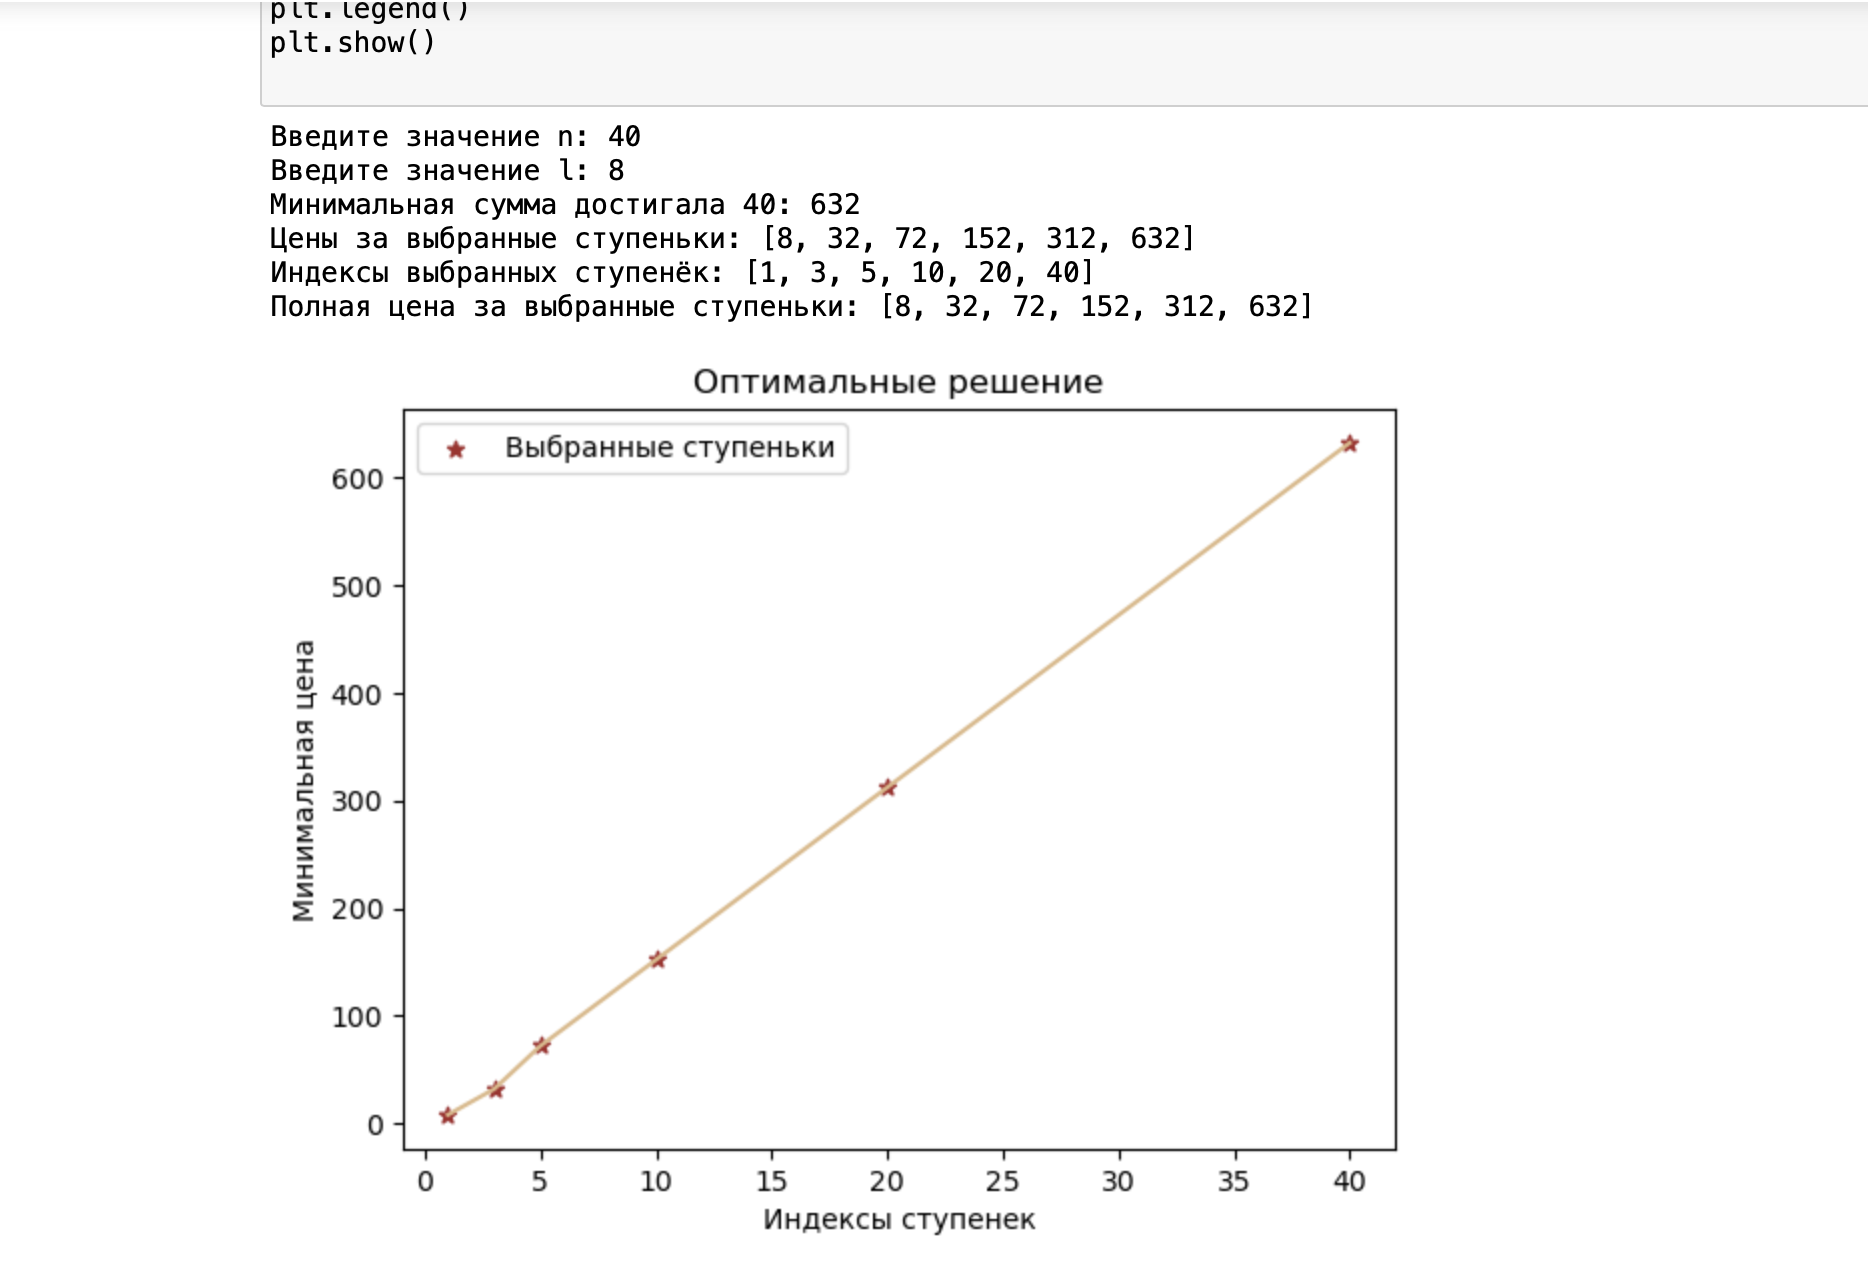 plt.legend()
plt.show()
Введите значение n: 40
Введите значение l: 8
Минимальная сумма достигала 40: 632
Цены за выбранные ступеньки: [8, 32, 72, 152, 312, 632]
Индексы выбранных ступенёк: [1, 3, 5, 10, 20, 40]
Полная цена за выбранные ступеньки: [8, 32, 72, 152, 312, 632]
Оптимальные решение
Выбранные ступеньки
600
500
400
300
200
100
0
Минимальная цена
0 5 10 15 20 25 30 35 40
Индексы ступенек